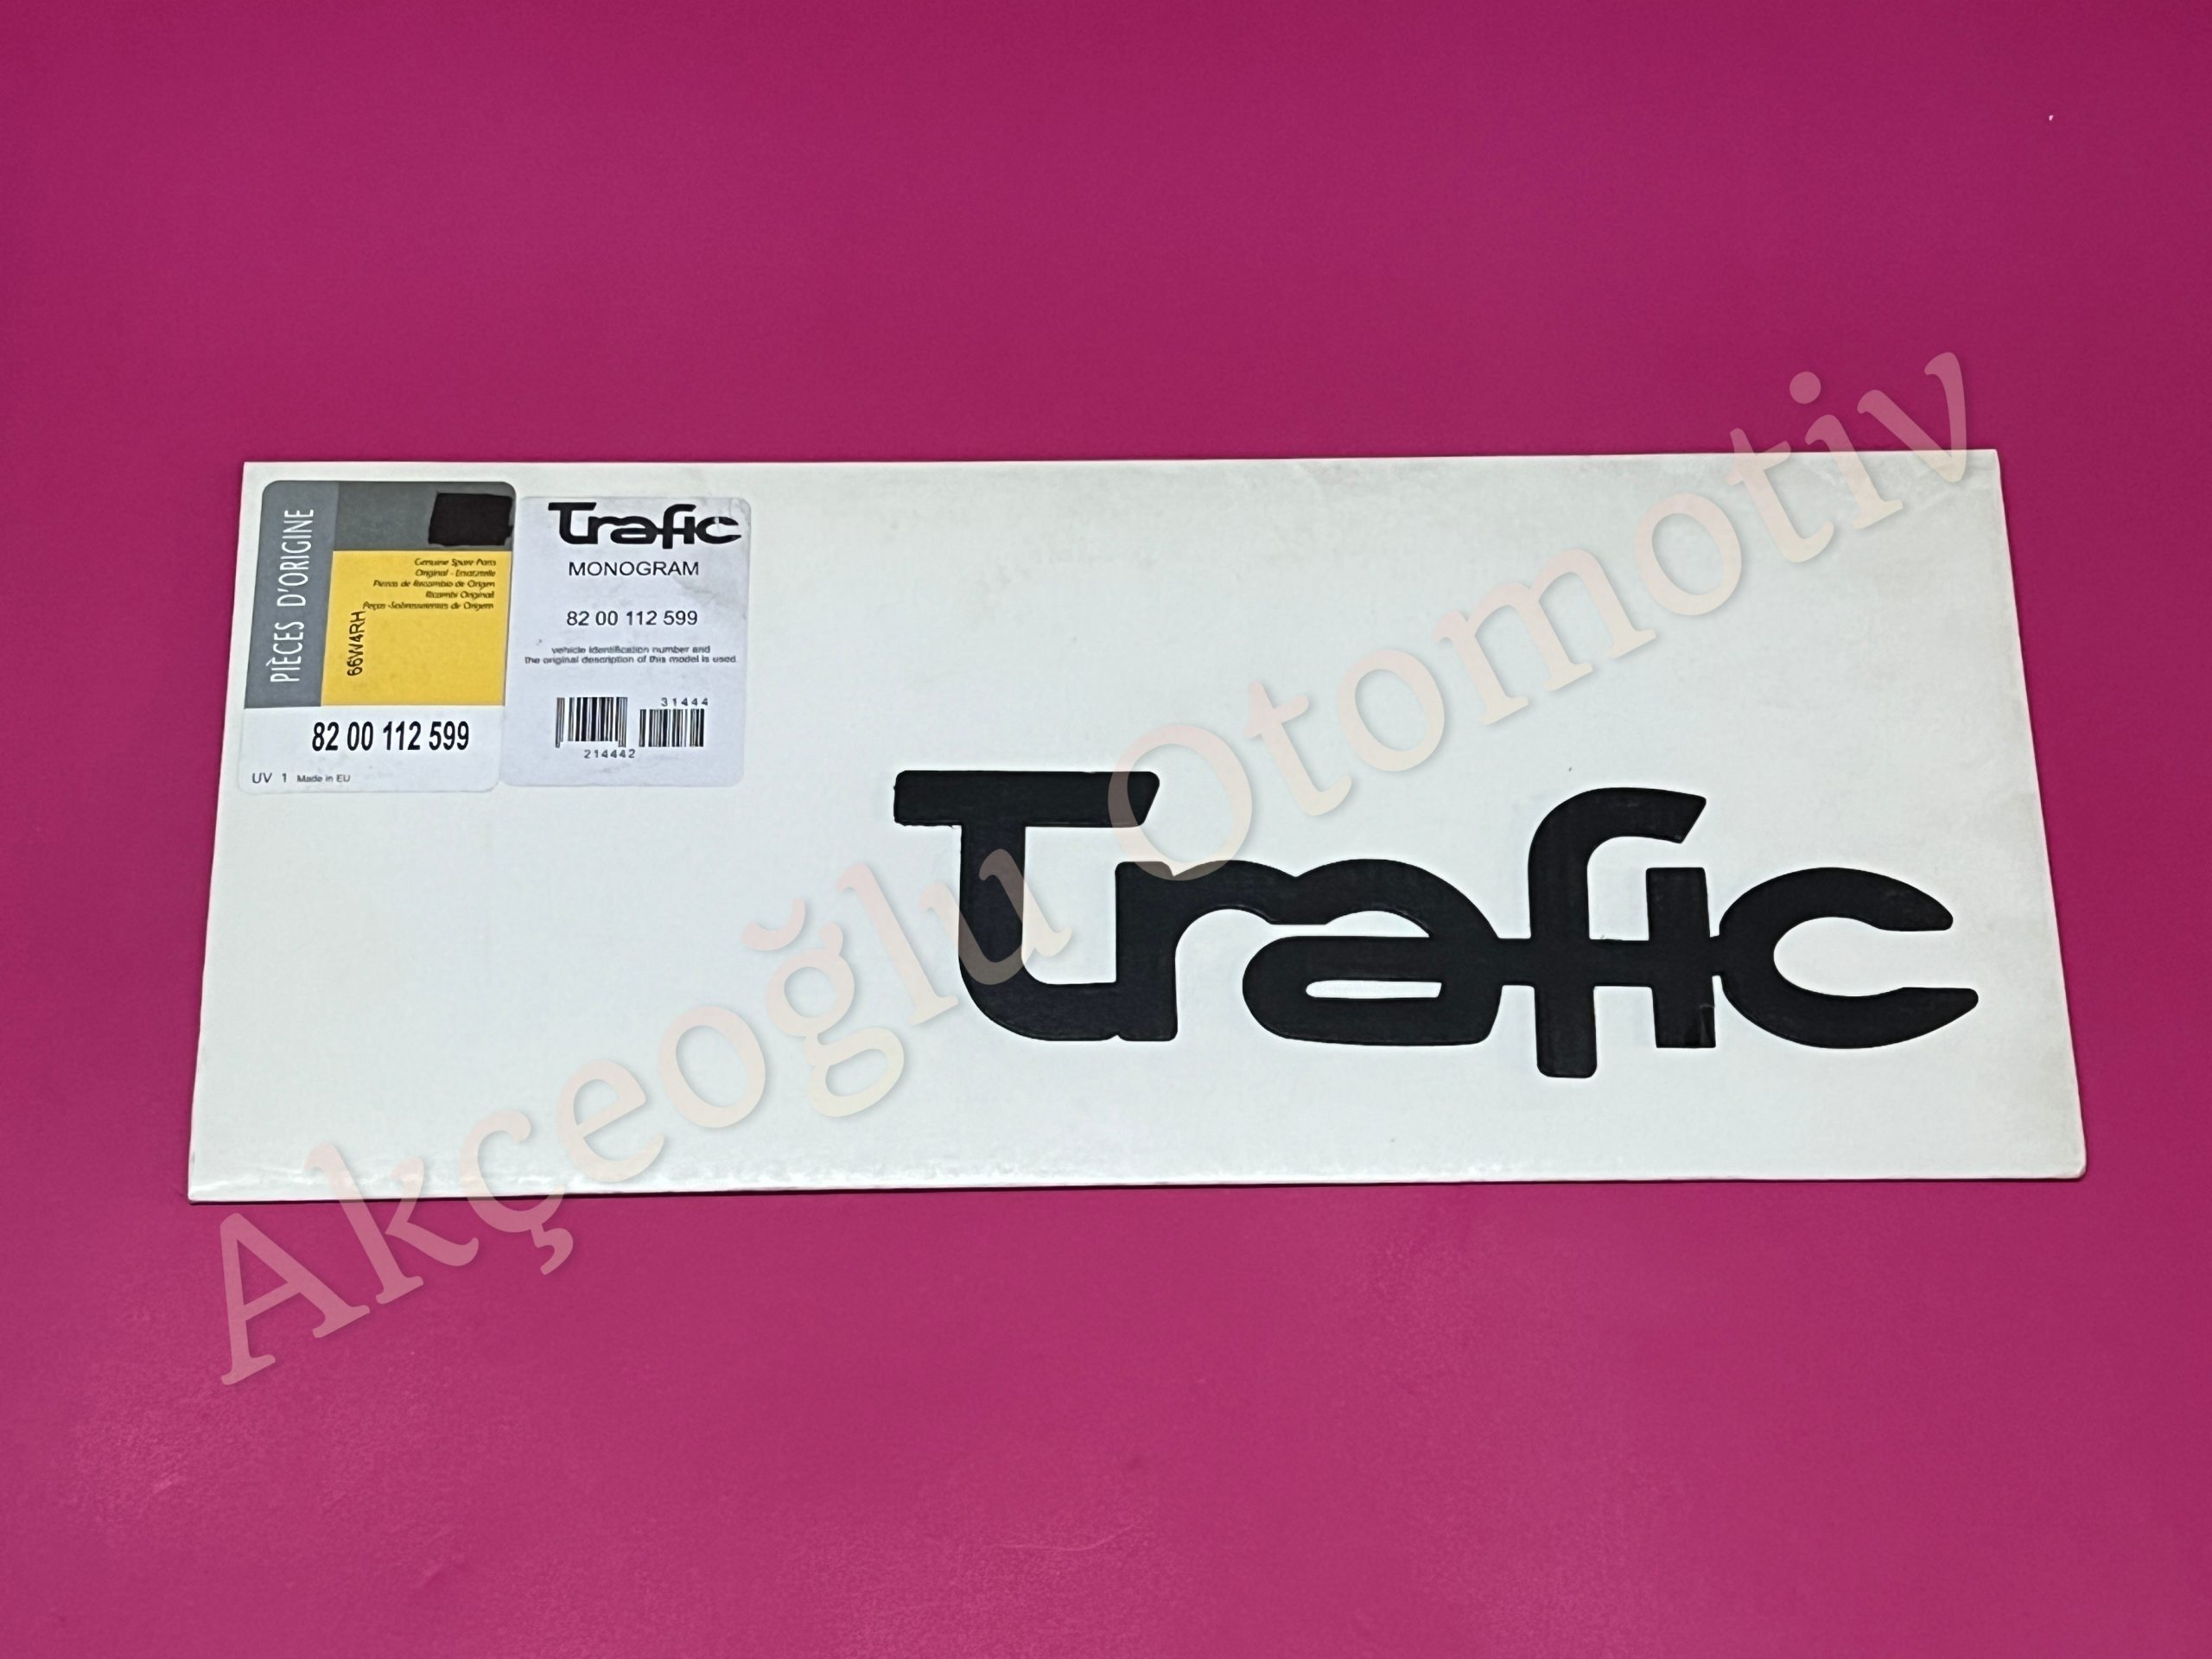 PIÈCES D'ORIGINE
Genuine Spare Parts
Original - Ersatzteile
Piezas de Recambio de Origen
Ricambi Originali
Peças -Sobresselentes de Origem
66W4RH
82 00 112 599
UV 1 Made in EU
Trafic
MONOGRAM
82 00 112 599
vehicle identification number and
the original description of this model is used
31444
214442
Trafic
Akçeoğlu Otomotiv